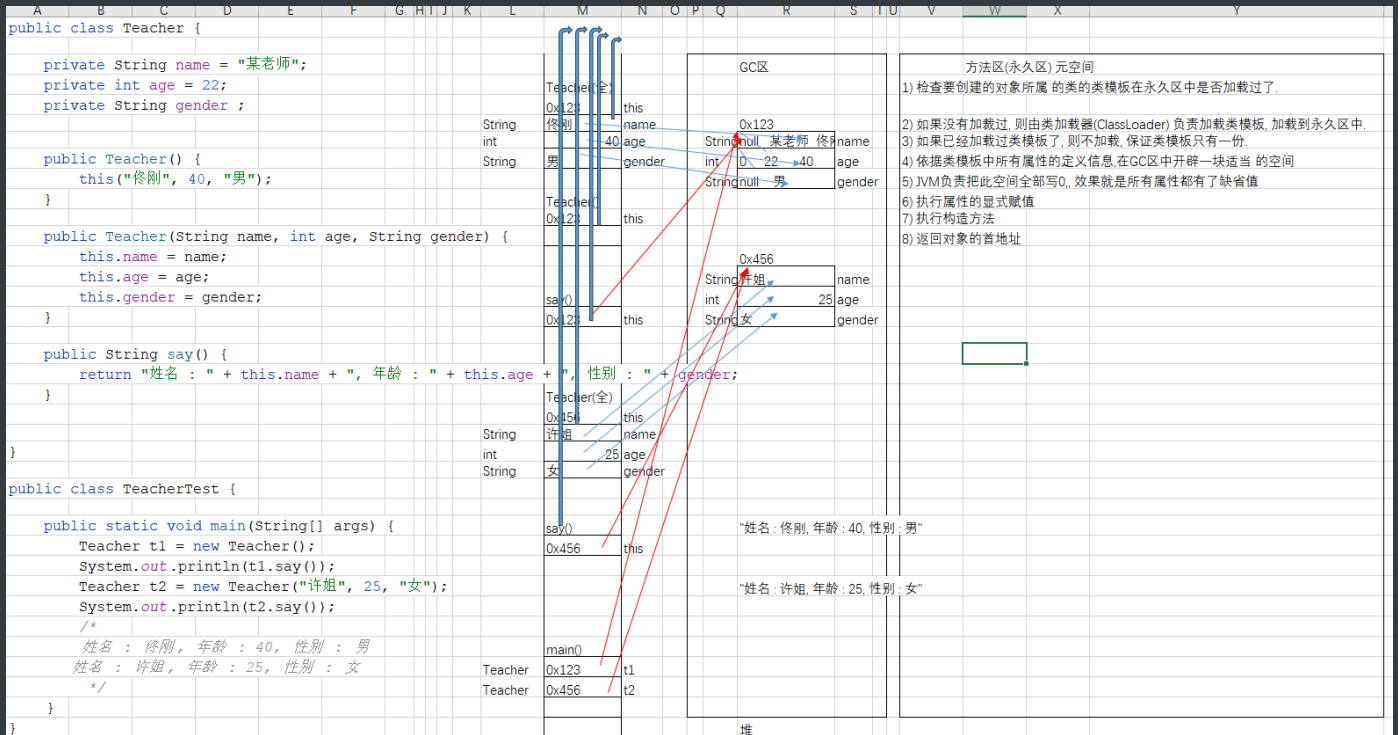 A B C D E F G H I J K L M N O P Q R S T U V W X Y
public class Teacher {
private String name = "某老师";
private int age = 22;
private String gender ;
public Teacher() {
this("佟刚", 40, "男");
}
public Teacher(String name, int age, String gender) {
this.name = name;
this.age = age;
this.gender = gender;
}
public String say() {
return "姓名 : " + this.name + ", 年龄 : " + this.age + ", 性别 : " + gender;
}
}
public class TeacherTest {
public static void main(String[] args) {
Teacher t1 = new Teacher();
System.out.println(t1.say());
Teacher t2 = new Teacher("许姐", 25, "女");
System.out.println(t2.say());
/*
姓名 : 佟刚, 年龄 : 40, 性别 : 男
姓名 : 许姐, 年龄 : 25, 性别 : 女
*/
}
}
Teacher(全)
0x123 this
String 佟刚 name
int 40 age
String 男 gender
Teacher()
0x123 this
say()
0x123 this
Teacher(全)
0x456 this
String 许姐 name
int 25 age
String 女 gender
say()
0x456 this
main()
Teacher 0x123 t1
Teacher 0x456 t2
GC区
0x123
String null 某老师 佟刚 name
int 0 22 40 age
String null 男 gender
0x456
String 许姐 name
int 25 age
String 女 gender
"姓名 : 佟刚, 年龄 : 40, 性别 : 男"
"姓名 : 许姐, 年龄 : 25, 性别 : 女"
堆
方法区(永久区) 元空间
1) 检查要创建的对象所属 的类的类模板在永久区中是否加载过了.
2) 如果没有加载过, 则由类加载器(ClassLoader) 负责加载类模板, 加载到永久区中.
3) 如果已经加载过类模板了, 则不加载, 保证类模板只有一份.
4) 依据类模板中所有属性的定义信息,在GC区中开辟一块适当 的空间
5) JVM负责把此空间全部写0,, 效果就是所有属性都有了缺省值
6) 执行属性的显式赋值
7) 执行构造方法
8) 返回对象的首地址